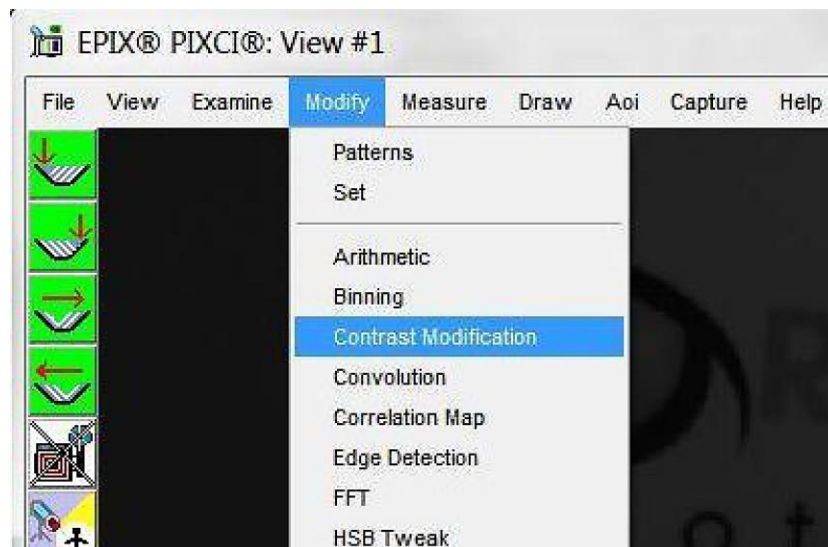 EPIX® PIXCI®: View #1
File View Examine Modify Measure Draw Aoi Capture Help
Patterns
Set
Arithmetic
Binning
Contrast Modification
Convolution
Correlation Map
Edge Detection
FFT
HSB Tweak